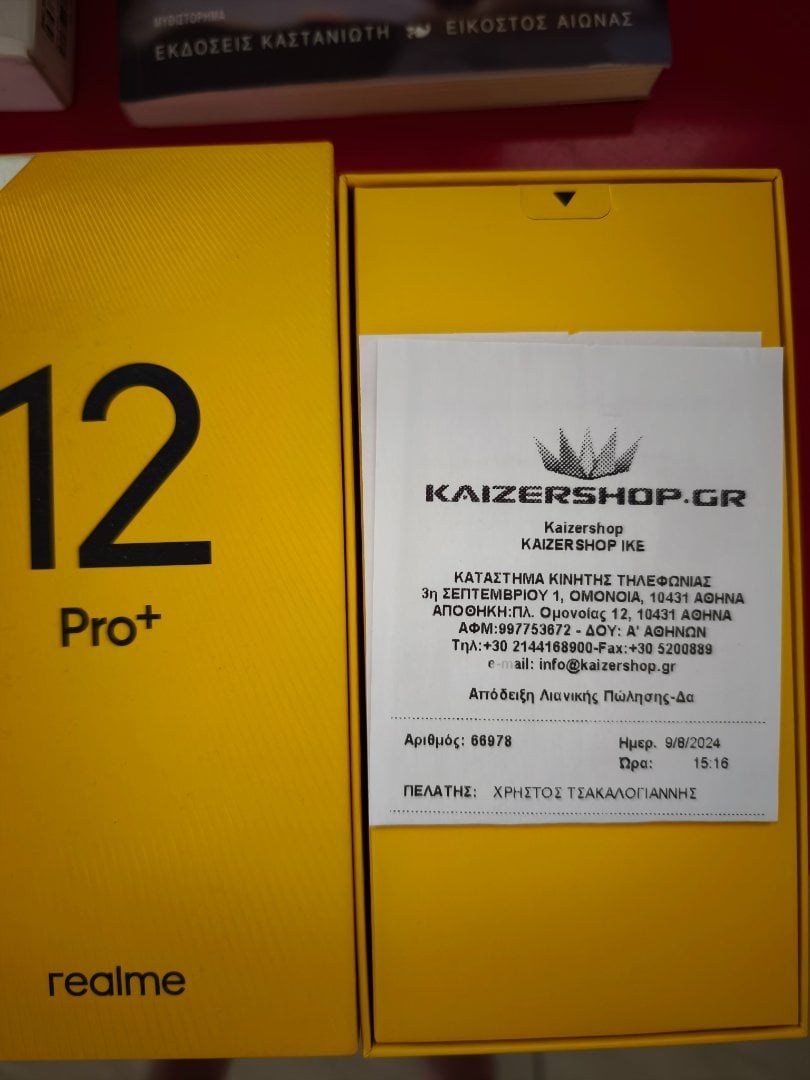 ΜΥΘΙΣΤΟΡΗΜΑ
ΕΚΔΟΣΕΙΣ ΚΑΣΤΑΝΙΩΤΗ ΕΙΚΟΣΤΟΣ ΑΙΩΝΑΣ
12
Pro+
realme
KAIZERSHOP.GR
Kaizershop
KAIZERSHOP IKE
ΚΑΤΑΣΤΗΜΑ ΚΙΝΗΤΗΣ ΤΗΛΕΦΩΝΙΑΣ
3η ΣΕΠΤΕΜΒΡΙΟΥ 1, ΟΜΟΝΟΙΑ, 10431 ΑΘΗΝΑ
ΑΠΟΘΗΚΗ:Πλ. Ομονοίας 12, 10431 ΑΘΗΝΑ
ΑΦΜ:997753672 - ΔΟΥ: Α' ΑΘΗΝΩΝ
Τηλ:+30 2144168900-Fax:+30 5200889
e-mail: info@kaizershop.gr
Απόδειξη Λιανικής Πώλησης-Δα
Αριθμός: 66978 Ημερ. 9/8/2024
Ώρα: 15:16
ΠΕΛΑΤΗΣ: ΧΡΗΣΤΟΣ ΤΣΑΚΑΛΟΓΙΑΝΝΗΣ